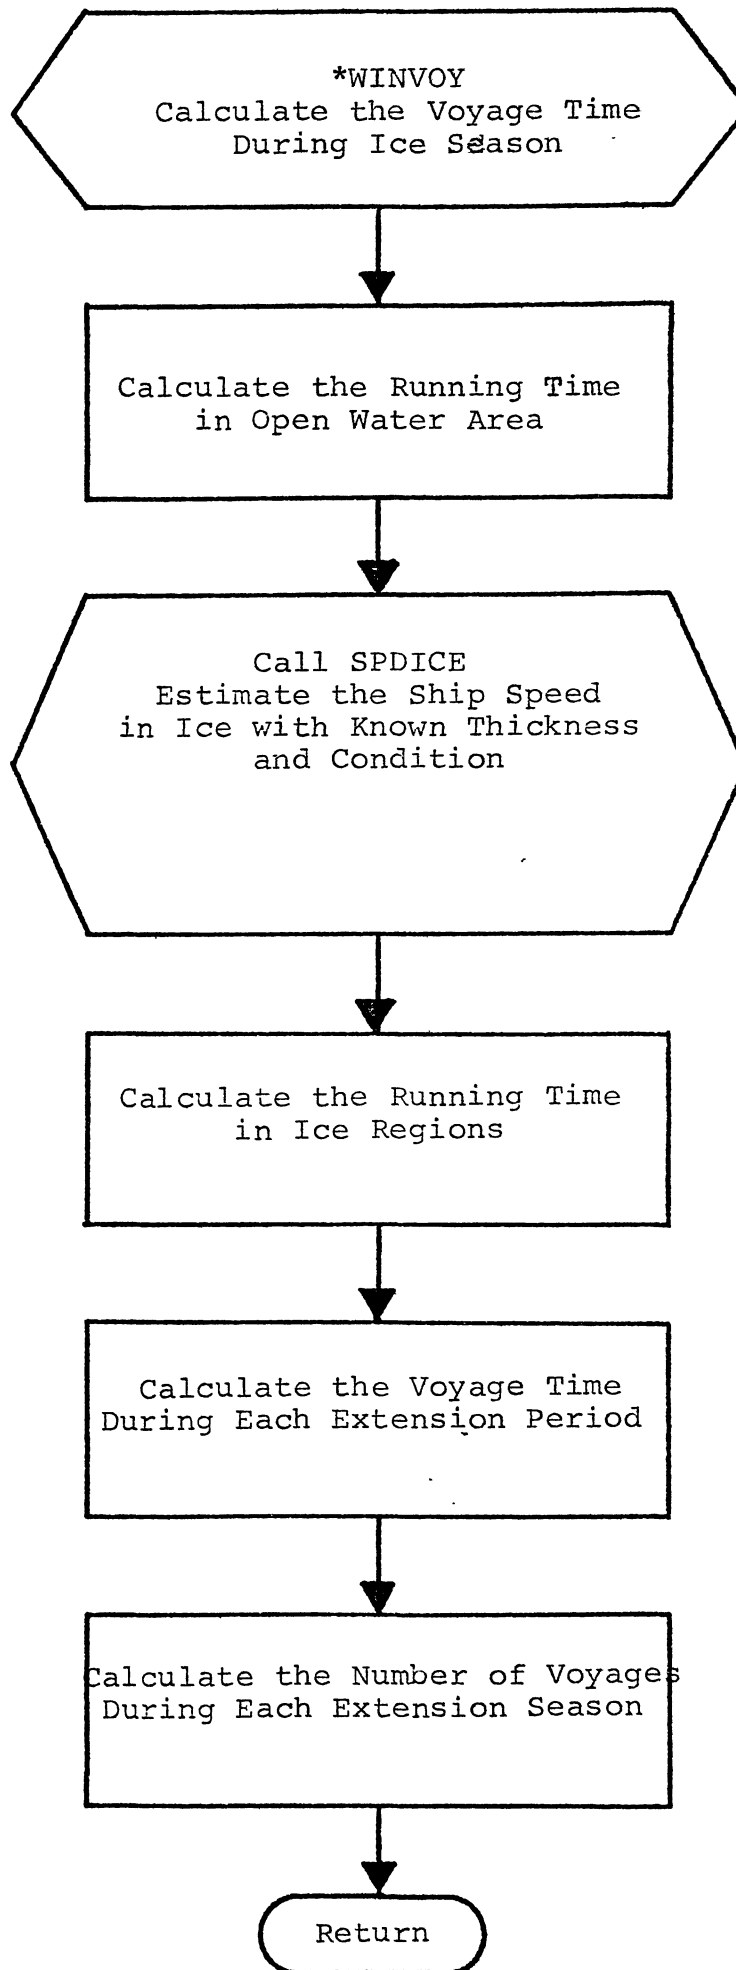 *WINVOY
Calculate the Voyage Time
During Ice Season
Calculate the Running Time
in Open Water Area
Call SPDICE
Estimate the Ship Speed
in Ice with Known Thickness
and Condition
Calculate the Running Time
in Ice Regions
Calculate the Voyage Time
During Each Extension Period
Calculate the Number of Voyages
During Each Extension Season
Return